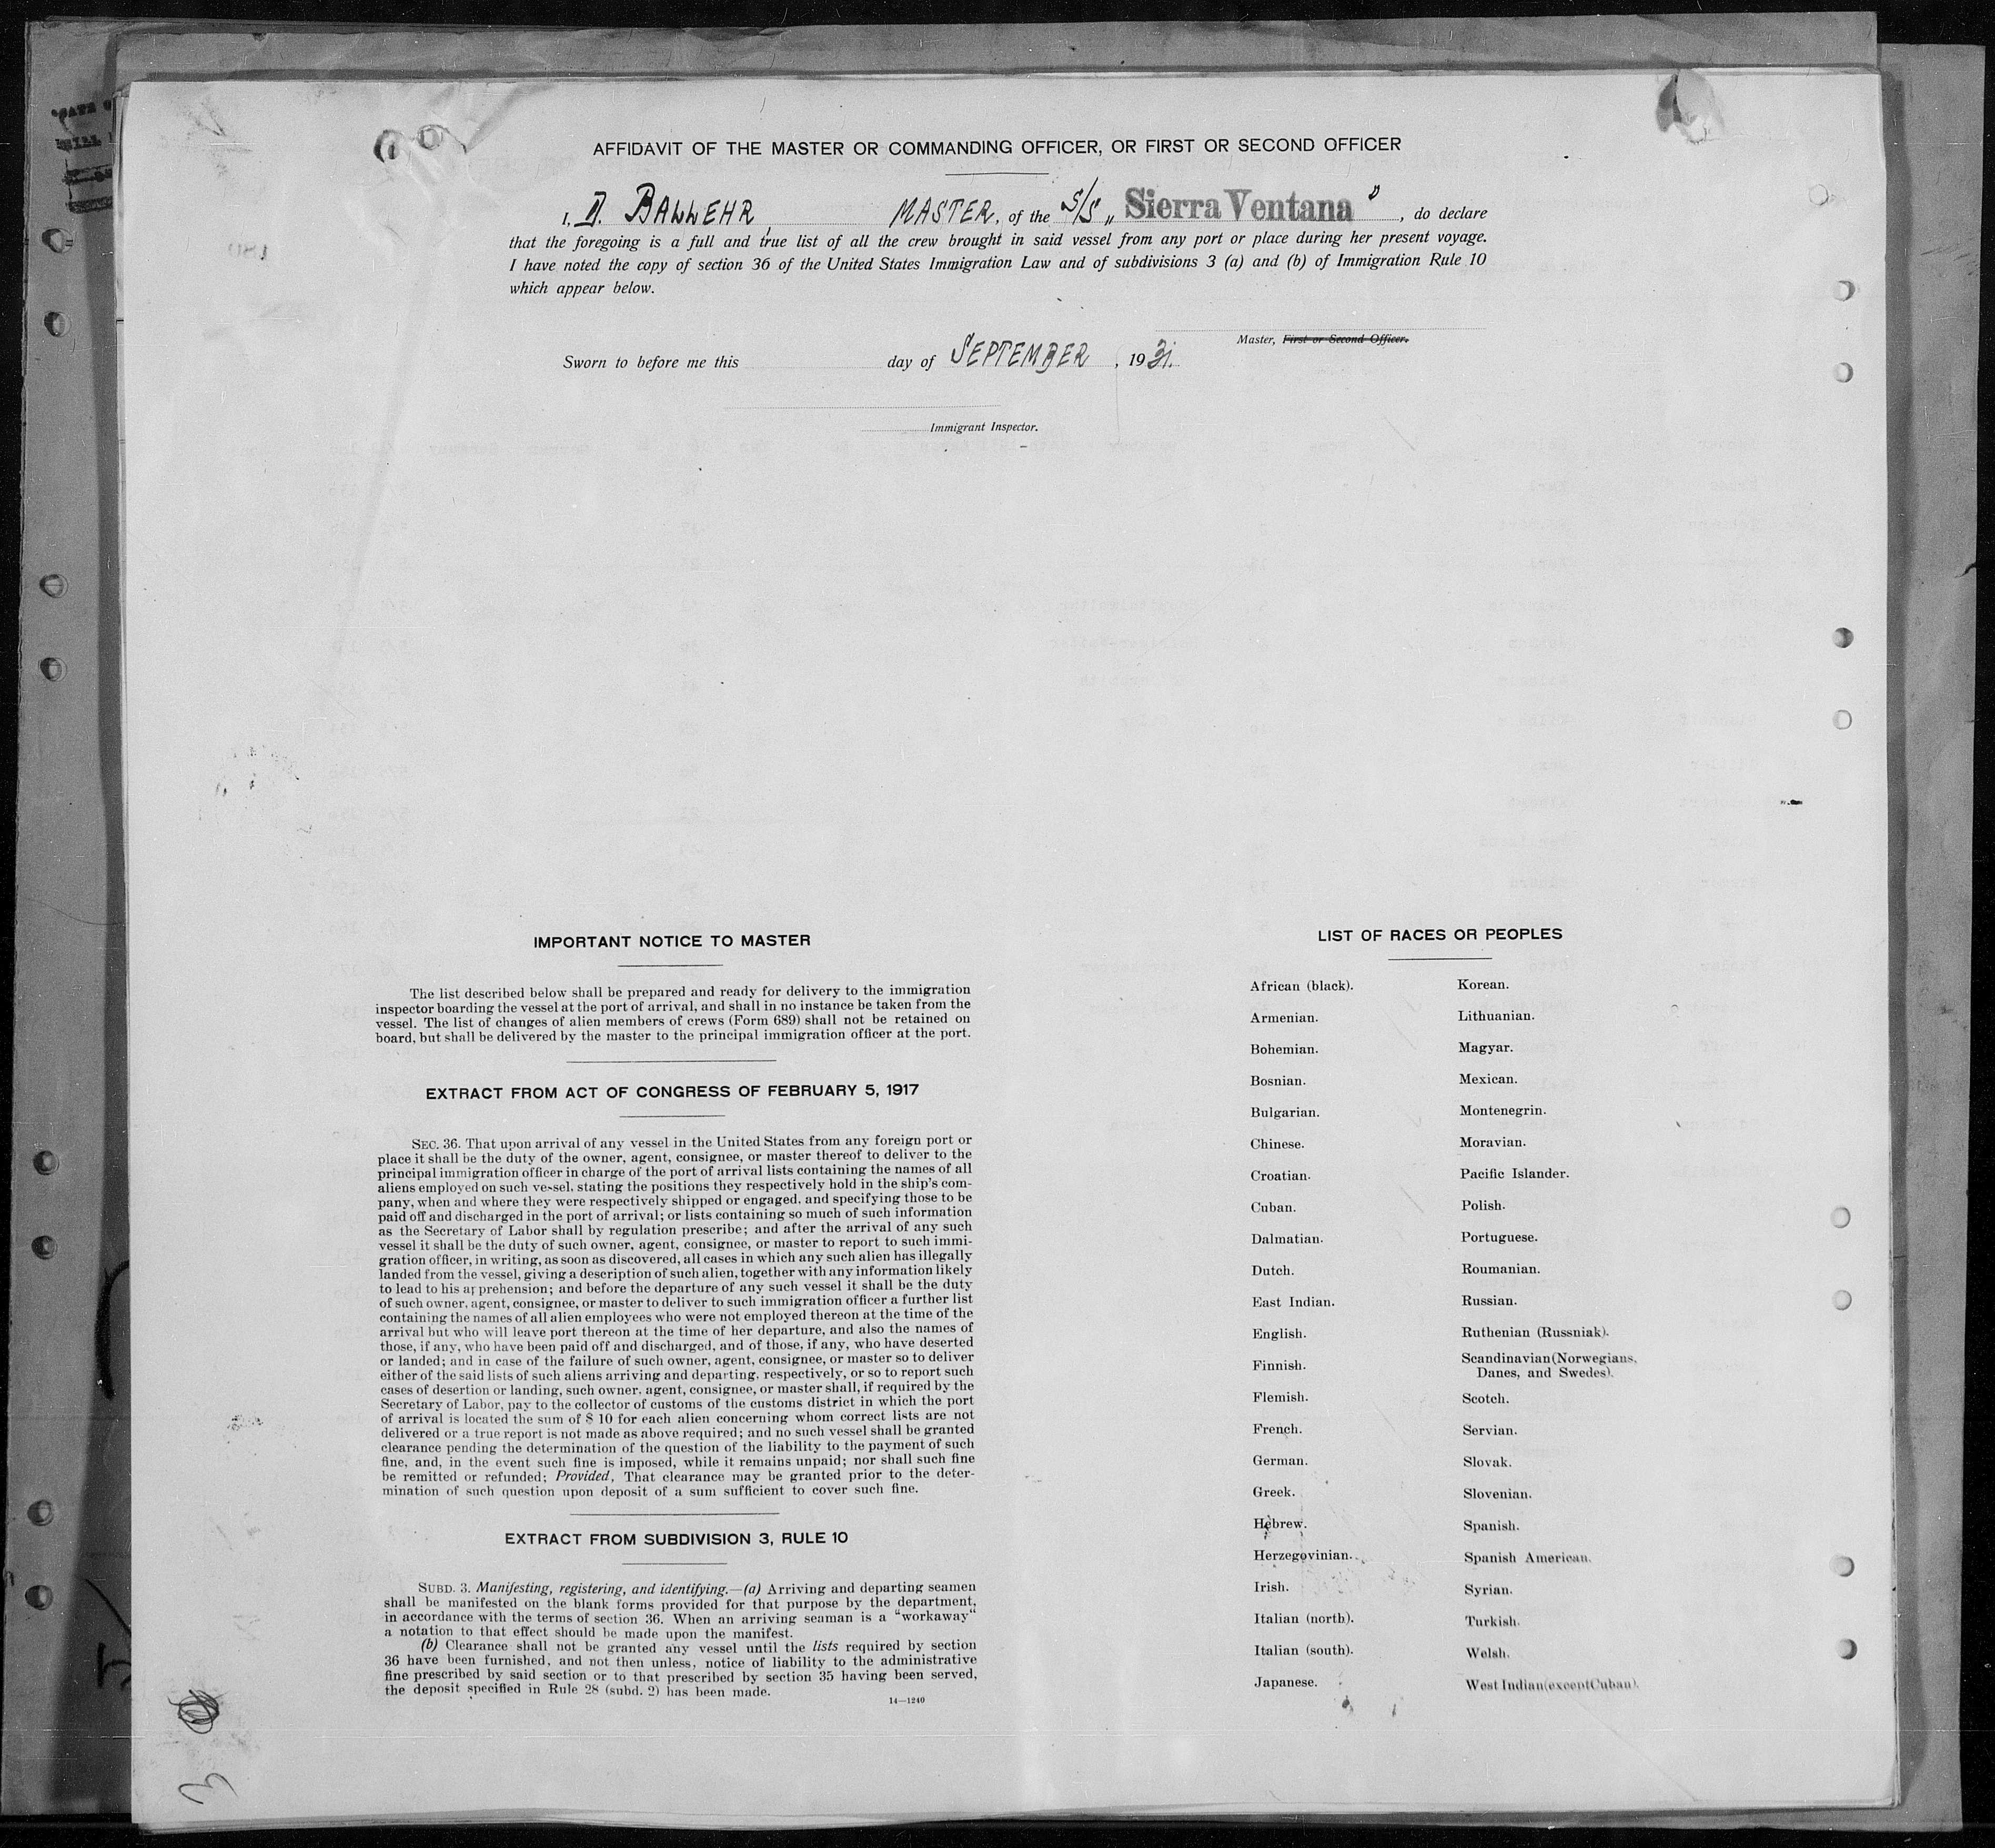 AFFIDAVIT OF THE MASTER OR COMMANDING OFFICER, OR FIRST OR SECOND OFFICER
I, D. BALLEHR, MASTER, of the S/S „ Sierra Ventana ", do declare
that the foregoing is a full and true list of all the crew brought in said vessel from any port or place during her present voyage.
I have noted the copy of section 36 of the United States Immigration Law and of subdivisions 3 (a) and (b) of Immigration Rule 10
which appear below.
Master, First or Second Officer.
Sworn to before me this day of SEPTEMBER, 1931.
Immigrant Inspector.
IMPORTANT NOTICE TO MASTER
The list described below shall be prepared and ready for delivery to the immigration
inspector boarding the vessel at the port of arrival, and shall in no instance be taken from the
vessel. The list of changes of alien members of crews (Form 689) shall not be retained on
board, but shall be delivered by the master to the principal immigration officer at the port.
EXTRACT FROM ACT OF CONGRESS OF FEBRUARY 5, 1917
SEC. 36. That upon arrival of any vessel in the United States from any foreign port or
place it shall be the duty of the owner, agent, consignee, or master thereof to deliver to the
principal immigration officer in charge of the port of arrival lists containing the names of all
aliens employed on such vessel, stating the positions they respectively hold in the ship's com-
pany, when and where they were respectively shipped or engaged, and specifying those to be
paid off and discharged in the port of arrival; or lists containing so much of such information
as the Secretary of Labor shall by regulation prescribe; and after the arrival of any such
vessel it shall be the duty of such owner, agent, consignee, or master to report to such immi-
gration officer, in writing, as soon as discovered, all cases in which any such alien has illegally
landed from the vessel, giving a description of such alien, together with any information likely
to lead to his apprehension; and before the departure of any such vessel it shall be the duty
of such owner, agent, consignee, or master to deliver to such immigration officer a further list
containing the names of all alien employees who were not employed thereon at the time of the
arrival but who will leave port thereon at the time of her departure, and also the names of
those, if any, who have been paid off and discharged, and of those, if any, who have deserted
or landed; and in case of the failure of such owner, agent, consignee, or master so to deliver
either of the said lists of such aliens arriving and departing, respectively, or so to report such
cases of desertion or landing, such owner, agent, consignee, or master shall, if required by the
Secretary of Labor, pay to the collector of customs of the customs district in which the port
of arrival is located the sum of $ 10 for each alien concerning whom correct lists are not
delivered or a true report is not made as above required; and no such vessel shall be granted
clearance pending the determination of the question of the liability to the payment of such
fine, and, in the event such fine is imposed, while it remains unpaid; nor shall such fine
be remitted or refunded; Provided, That clearance may be granted prior to the deter-
mination of such question upon deposit of a sum sufficient to cover such fine.
EXTRACT FROM SUBDIVISION 3, RULE 10
SUBD. 3. Manifesting, registering, and identifying.—(a) Arriving and departing seamen
shall be manifested on the blank forms provided for that purpose by the department,
in accordance with the terms of section 36. When an arriving seaman is a "workaway"
a notation to that effect should be made upon the manifest.
(b) Clearance shall not be granted any vessel until the lists required by section
36 have been furnished, and not then unless, notice of liability to the administrative
fine prescribed by said section or to that prescribed by section 35 having been served,
the deposit specified in Rule 28 (subd. 2) has been made.
14—1240
LIST OF RACES OR PEOPLES
African (black).
Armenian.
Bohemian.
Bosnian.
Bulgarian.
Chinese.
Croatian.
Cuban.
Dalmatian.
Dutch.
East Indian.
English.
Finnish.
Flemish.
French.
German.
Greek.
Hebrew.
Herzegovinian.
Irish.
Italian (north).
Italian (south).
Japanese.
Korean.
Lithuanian.
Magyar.
Mexican.
Montenegrin.
Moravian.
Pacific Islander.
Polish.
Portuguese.
Roumanian.
Russian.
Ruthenian (Russniak).
Scandinavian (Norwegians,
Danes, and Swedes).
Scotch.
Servian.
Slovak.
Slovenian.
Spanish.
Spanish American.
Syrian.
Turkish.
Welsh.
West Indian (except Cuban).
3